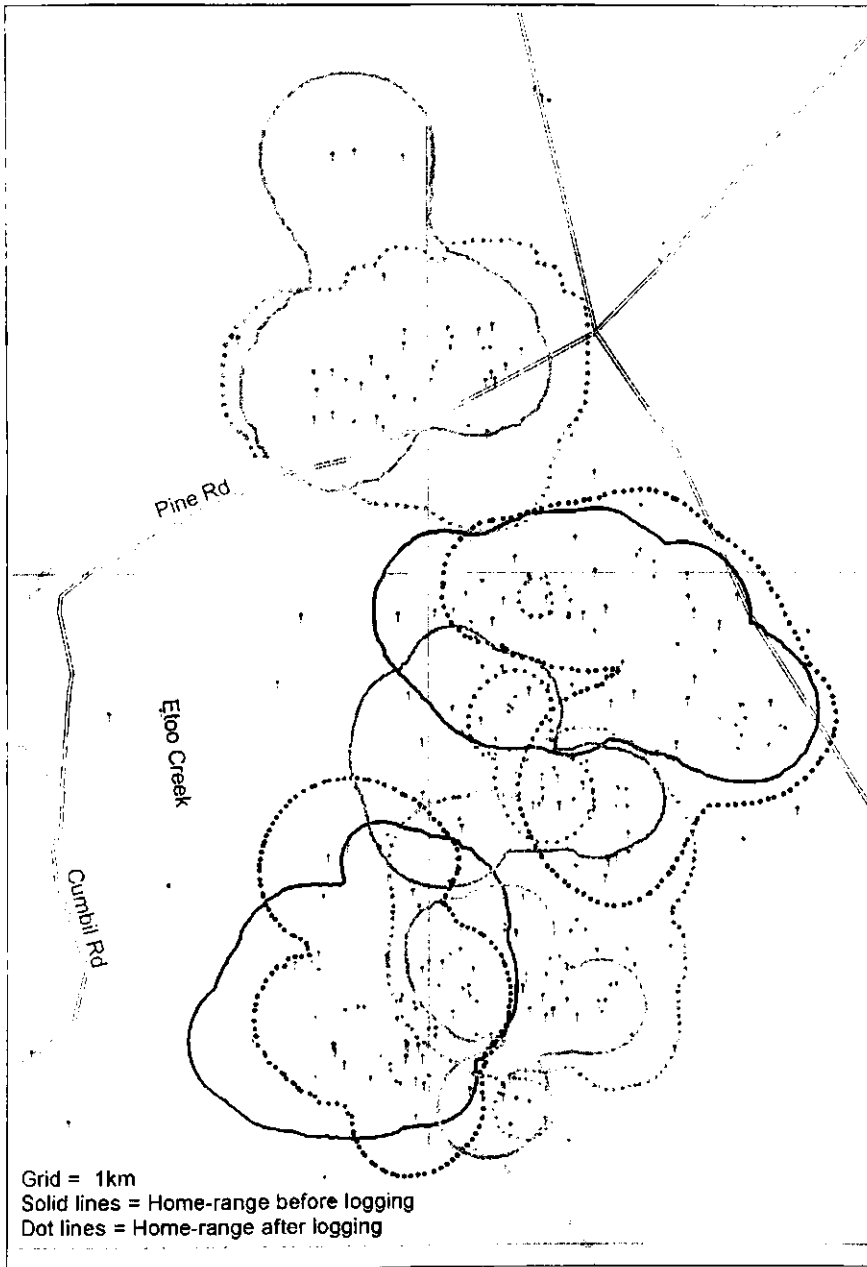 Pine Rd
Etoo Creek
Cumbil Rd
Grid = 1km
Solid lines = Home-range before logging
Dot lines = Home-range after logging